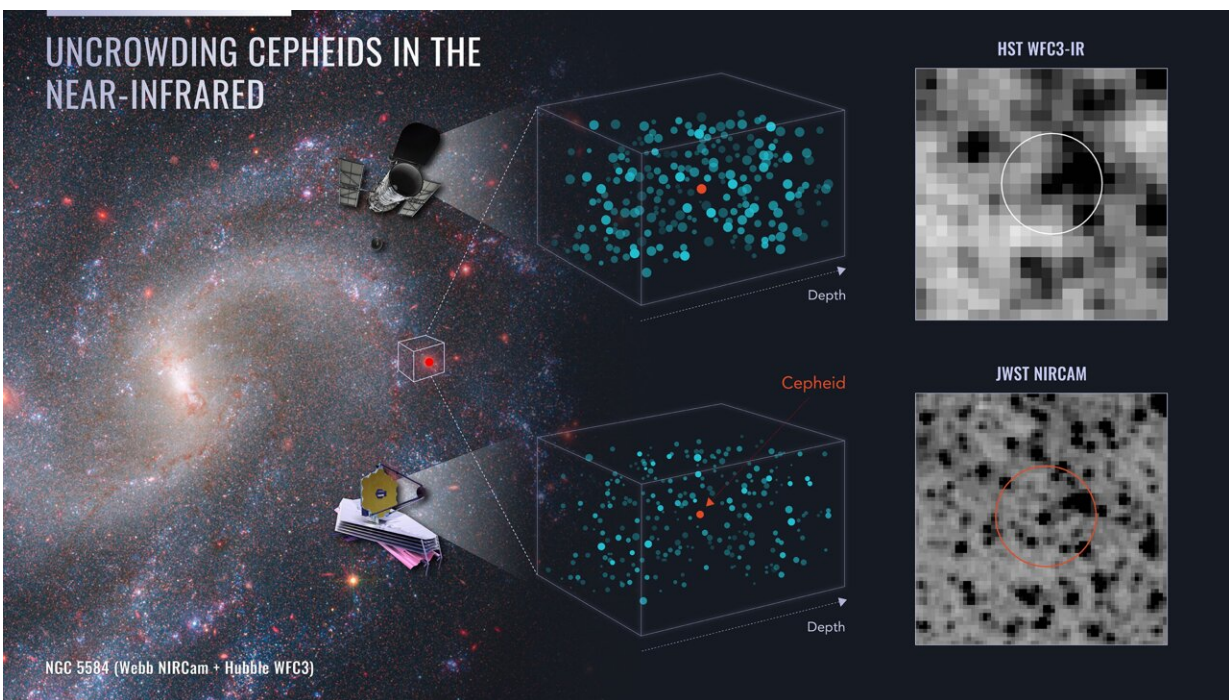 UNCROWDING CEPHEIDS IN THE
NEAR-INFRARED
HST WFC3-IR
Depth
Cepheid
JWST NIRCAM
Depth
NGC 5584 (Webb NIRCam + Hubble WFC3)